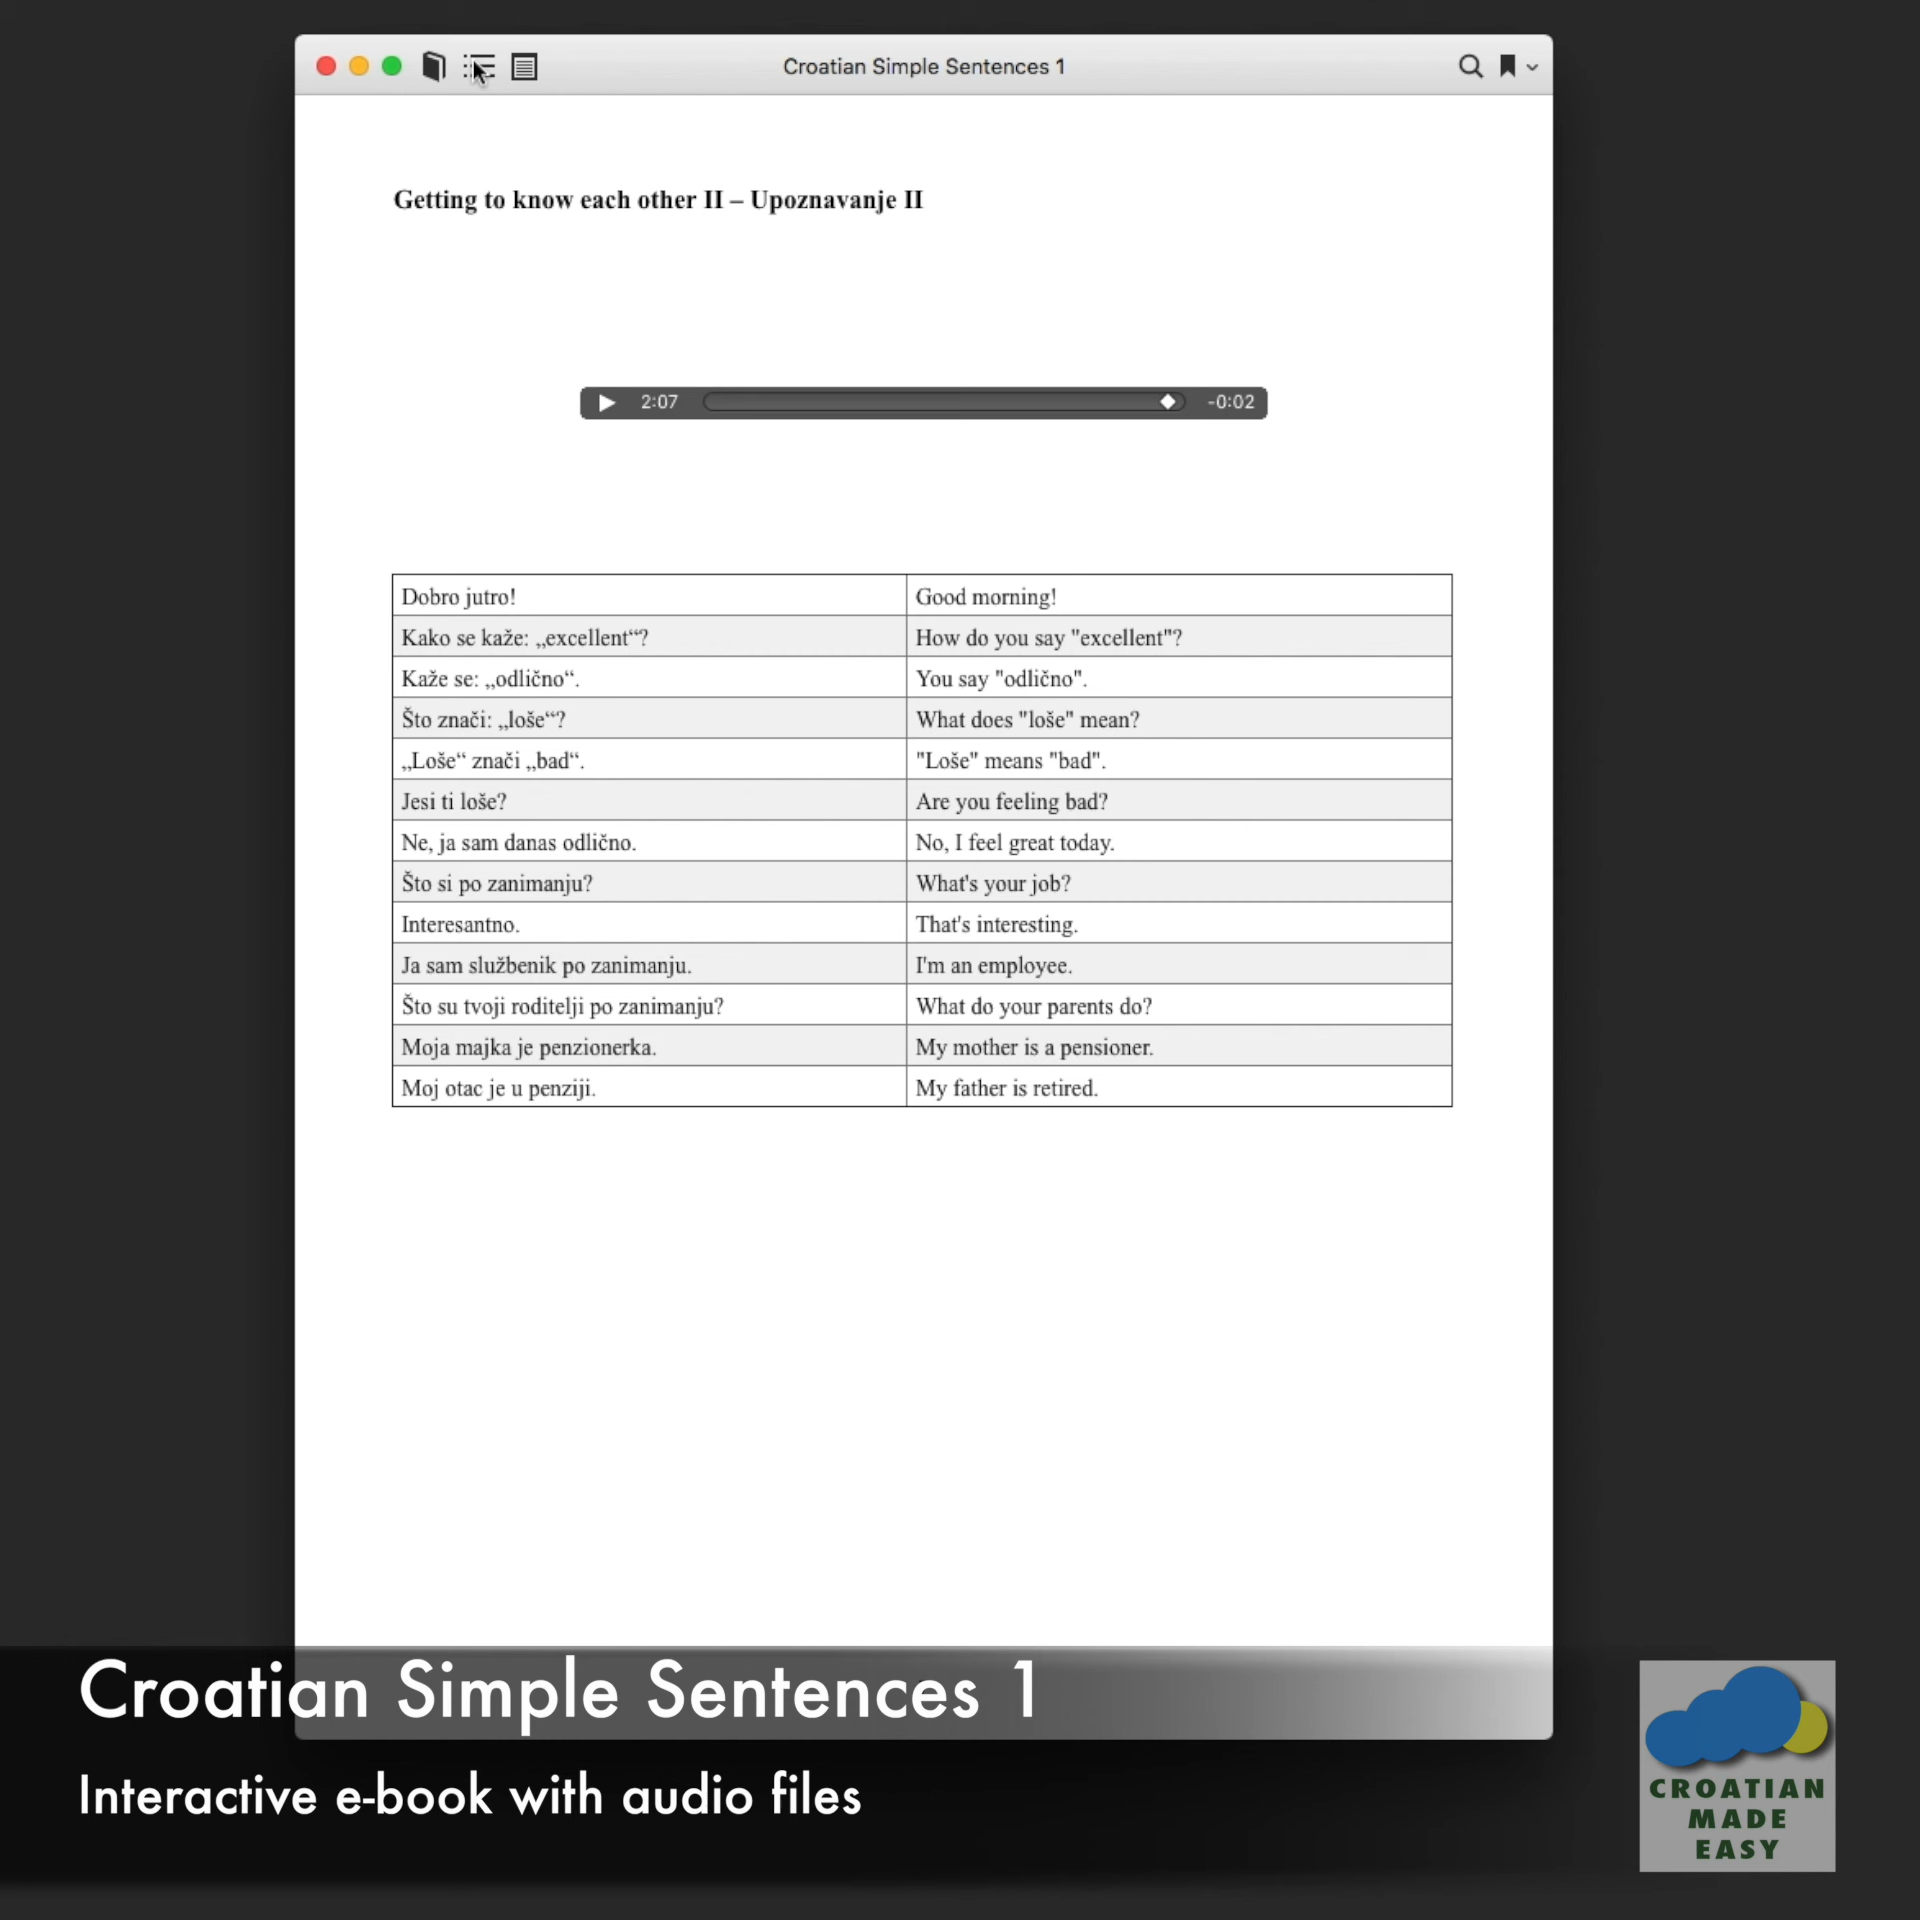 Croatian Simple Sentences 1
Getting to know each other II – Upoznavanje II
2:07 -0:02
Dobro jutro! Good morning!
Kako se kaže: „excellent“? How do you say "excellent"?
Kaže se: „odlično“. You say "odlično".
Što znači: „loše“? What does "loše" mean?
„Loše“ znači „bad“. "Loše" means "bad".
Jesi ti loše? Are you feeling bad?
Ne, ja sam danas odlično. No, I feel great today.
Što si po zanimanju? What's your job?
Interesantno. That's interesting.
Ja sam službenik po zanimanju. I'm an employee.
Što su tvoji roditelji po zanimanju? What do your parents do?
Moja majka je penzionerka. My mother is a pensioner.
Moj otac je u penziji. My father is retired.
Croatian Simple Sentences 1
Interactive e-book with audio files
CROATIAN
MADE
EASY